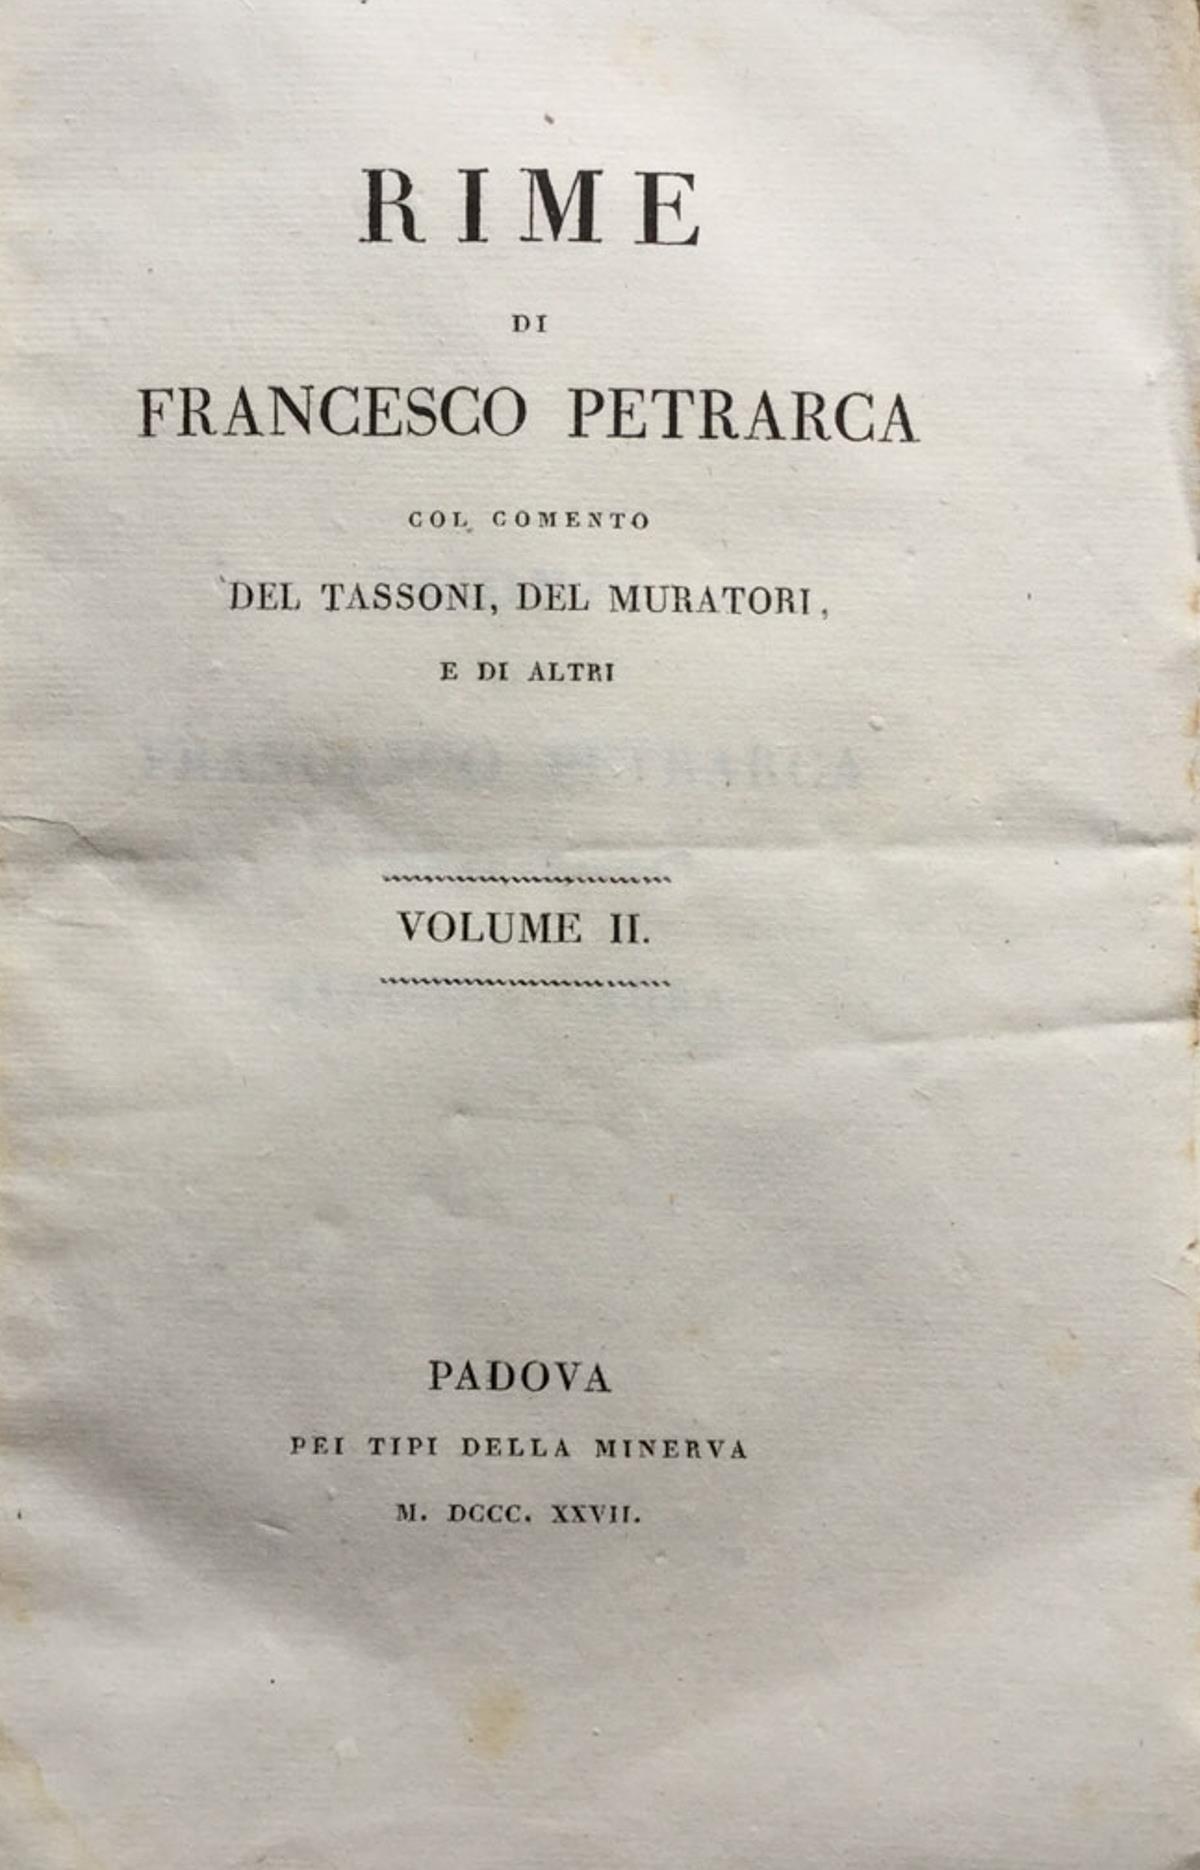 RIME
DI
FRANCESCO PETRARCA
COL COMENTO
DEL TASSONI, DEL MURATORI,
E DI ALTRI
VOLUME II.
PADOVA
PEI TIPI DELLA MINERVA
M. DCCC. XXVII.